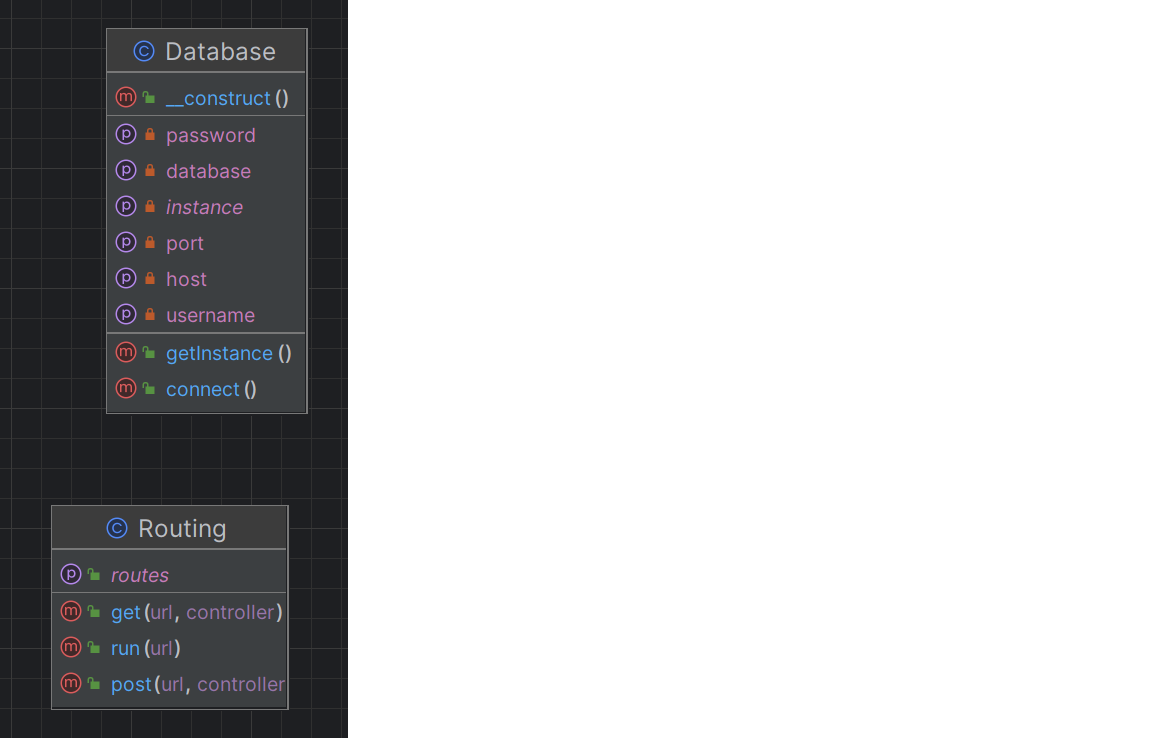 C Database
m __construct()
p password
p database
p instance
p port
p host
p username
m getInstance()
m connect()
C Routing
p routes
m get(url, controller)
m run(url)
m post(url, controller